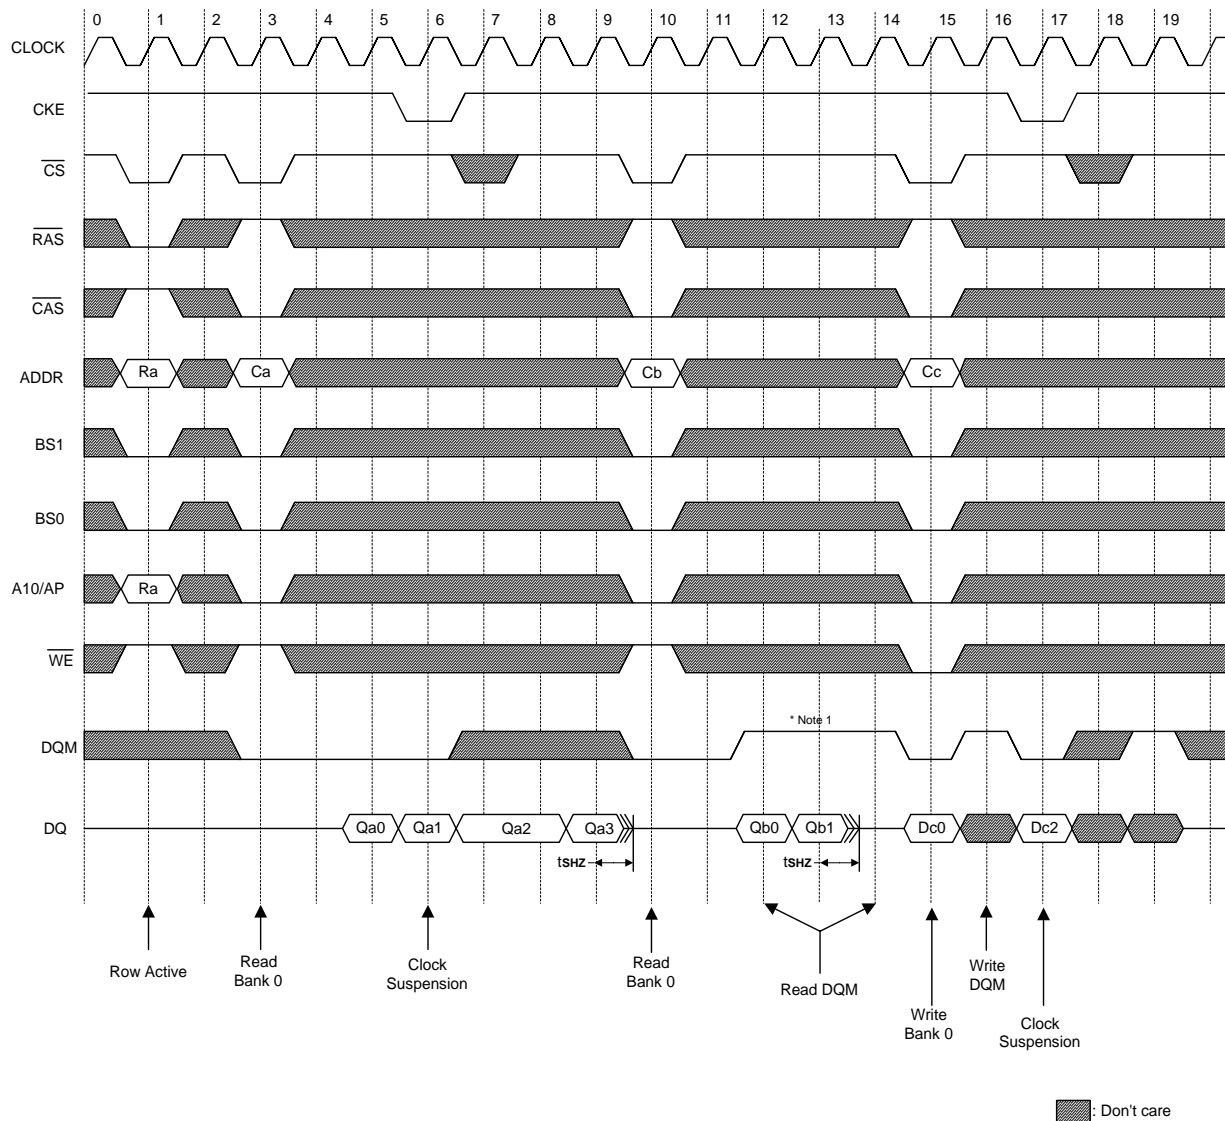 0 1 2 3 4 5 6 7 8 9 10 11 12 13 14 15 16 17 18 19
CLOCK
CKE
CS
RAS
CAS
ADDR Ra Ca Cb Cc
BS1
BS0
A10/AP Ra
WE
* Note 1
DQM
DQ Qa0 Qa1 Qa2 Qa3 Qb0 Qb1 Dc0 Dc2
tSHZ tSHZ
Row Active
Read
Bank 0
Clock
Suspension
Read
Bank 0
Read DQM
Write
Bank 0
Write
DQM
Clock
Suspension
: Don't care